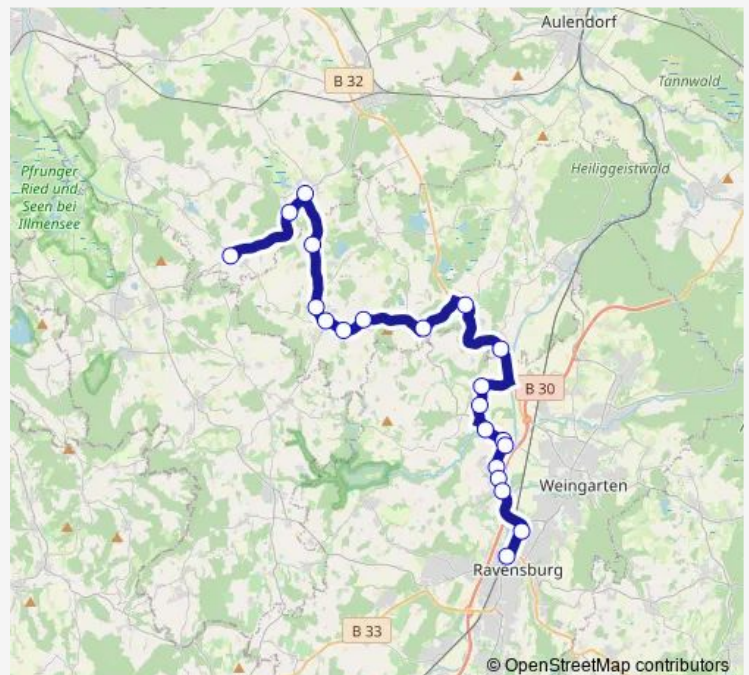 Aulendorf
B 32
Tannwald
Pfrunger
Ried und
Seen bei
Illmensee
Heiliggeistwald
B 30
Weingarten
Ravensburg
B 33
© OpenStreetMap contributors